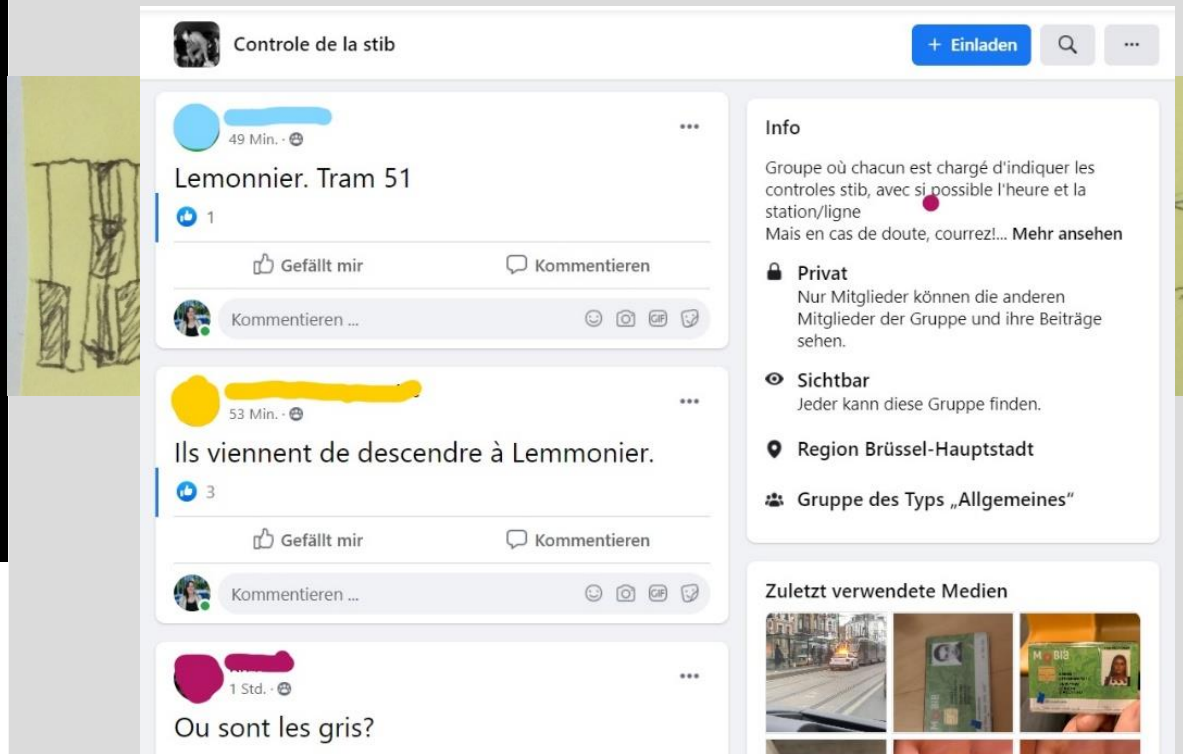 Controle de la stib
+ Einladen
49 Min.
Lemonnier. Tram 51
1
Gefällt mir
Kommentieren
Kommentieren ...
GIF
53 Min.
Ils viennent de descendre à Lemmonier.
3
Gefällt mir
Kommentieren
Kommentieren ...
GIF
1 Std.
Ou sont les gris?
Info
Groupe où chacun est chargé d'indiquer les
controles stib, avec si possible l'heure et la
station/ligne
Mais en cas de doute, courrez!... Mehr ansehen
Privat
Nur Mitglieder können die anderen
Mitglieder der Gruppe und ihre Beiträge
sehen.
Sichtbar
Jeder kann diese Gruppe finden.
Region Brüssel-Hauptstadt
Gruppe des Typs „Allgemeines“
Zuletzt verwendete Medien